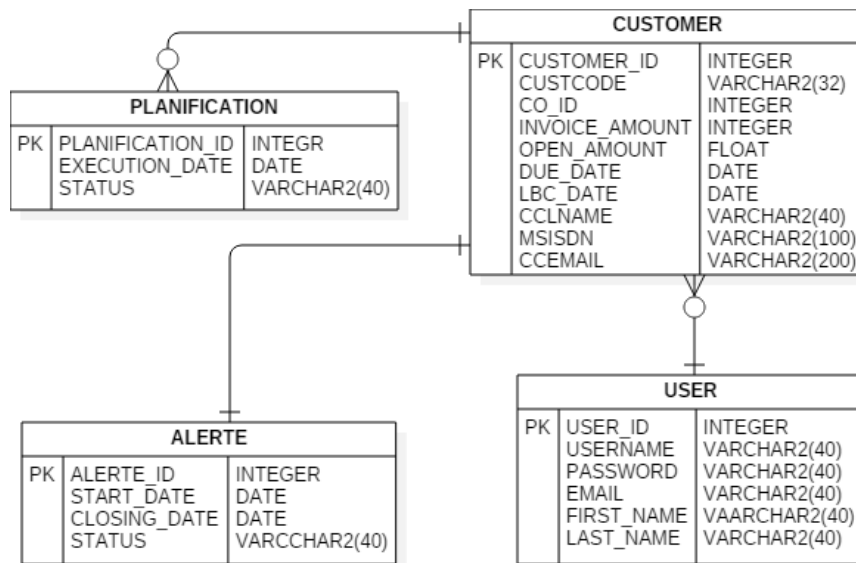 CUSTOMER
PK CUSTOMER_ID INTEGER
CUSTCODE VARCHAR2(32)
CO_ID INTEGER
INVOICE_AMOUNT INTEGER
OPEN_AMOUNT FLOAT
DUE_DATE DATE
LBC_DATE DATE
CCLNAME VARCHAR2(40)
MSISDN VARCHAR2(100)
CCEMAIL VARCHAR2(200)
PLANIFICATION
PK PLANIFICATION_ID INTEGR
EXECUTION_DATE DATE
STATUS VARCHAR2(40)
ALERTE
PK ALERTE_ID INTEGER
START_DATE DATE
CLOSING_DATE DATE
STATUS VARCCHAR2(40)
USER
PK USER_ID INTEGER
USERNAME VARCHAR2(40)
PASSWORD VARCHAR2(40)
EMAIL VARCHAR2(40)
FIRST_NAME VAARCHAR2(40)
LAST_NAME VARCHAR2(40)